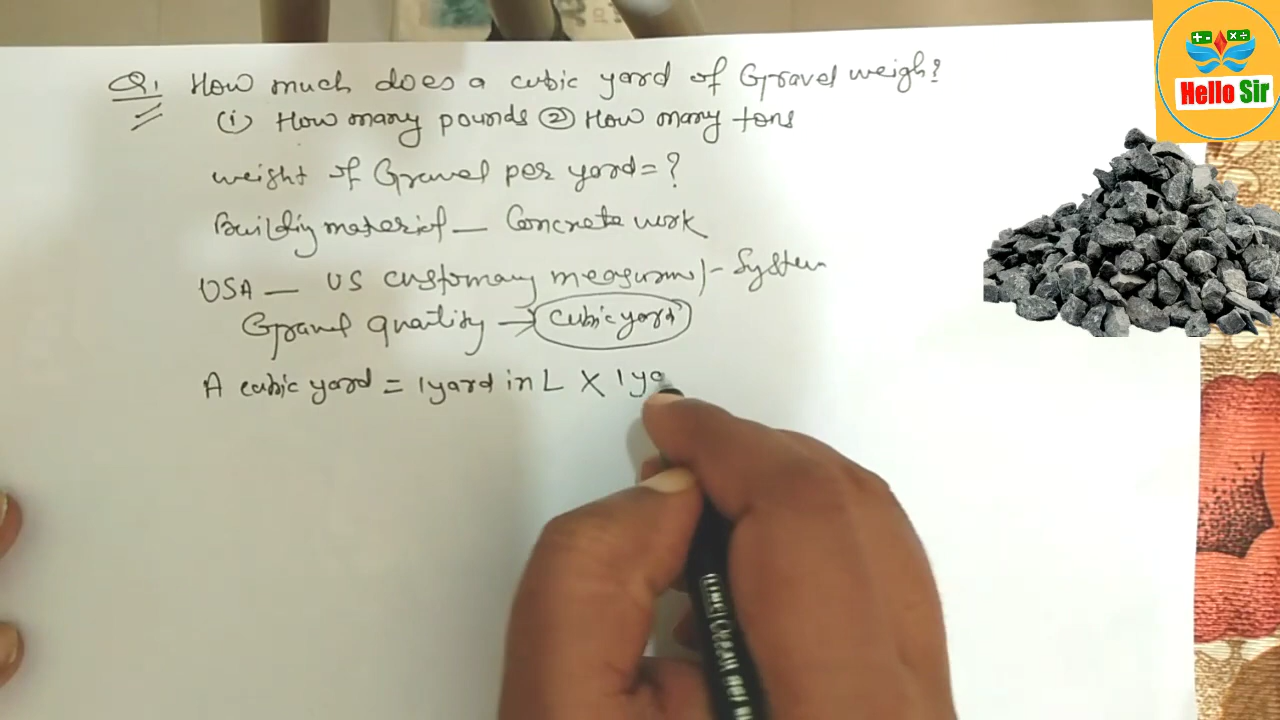 Q1 How much does a cubic yard of Gravel weigh?
(i) How many pounds (2) How many tons
weight of Gravel per yard = ?
Building material – Concrete work
USA – US customary measurment - System
Gravel quantity → cubic yard
A cubic yard = 1 yard in L X 1 ya
Hello Sir